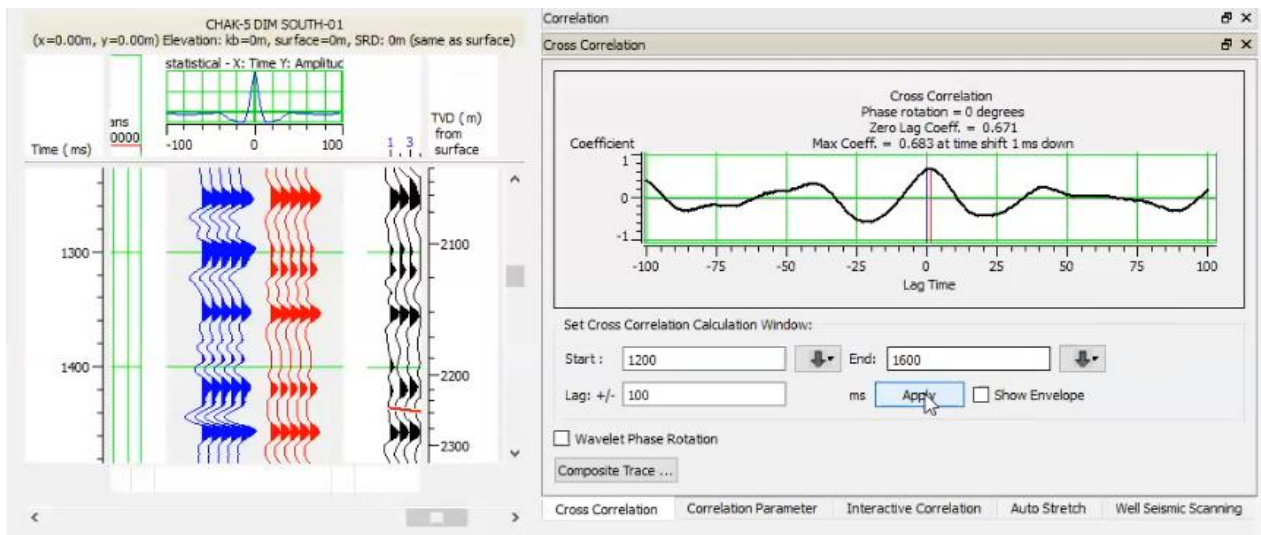 CHAK-5 DIM SOUTH-01
(x=0.00m, y=0.00m) Elevation: kb=0m, surface=0m, SRD: 0m (same as surface)
statistical - X: Time Y: Amplituc
ans
0000
Time ( ms)
-100 0 100
1 3
TVD ( m)
from
surface
1300
1400
2100
2200
2300
Correlation
Cross Correlation
Cross Correlation
Phase rotation = 0 degrees
Zero Lag Coeff. = 0.671
Max Coeff. = 0.683 at time shift 1 ms down
Coefficient
1
0
-1
-100 -75 -50 -25 0 25 50 75 100
Lag Time
Set Cross Correlation Calculation Window:
Start : 1200 End: 1600
Lag: +/- 100 ms Apply Show Envelope
Wavelet Phase Rotation
Composite Trace ...
Cross Correlation Correlation Parameter Interactive Correlation Auto Stretch Well Seismic Scanning